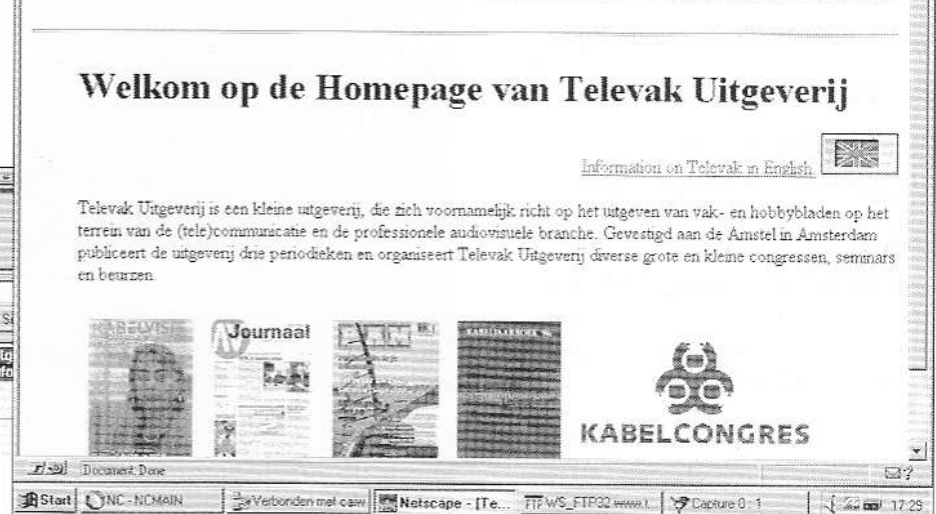 Welkom op de Homepage van Televak Uitgeverij
Information on Televak in English
Televak Uitgeverij is een kleine uitgeverij, die zich voornamelijk richt op het uitgeven van vak- en hobbybladen op het
terrein van de (tele)communicatie en de professionele audiovisuele branche. Gevestigd aan de Amstel in Amsterdam
publiceert de uitgeverij drie periodieken en organiseert Televak Uitgeverij diverse grote en kleine congressen, seminars
en beurzen.
KABELVISIE
AV Journaal
KABELCONGRES
Document: Done
Start
NC - NCMAIN
Verbonden met
Netscape - [Te...
WS_FTP32 www.t
Capture 0 : 1
17:29